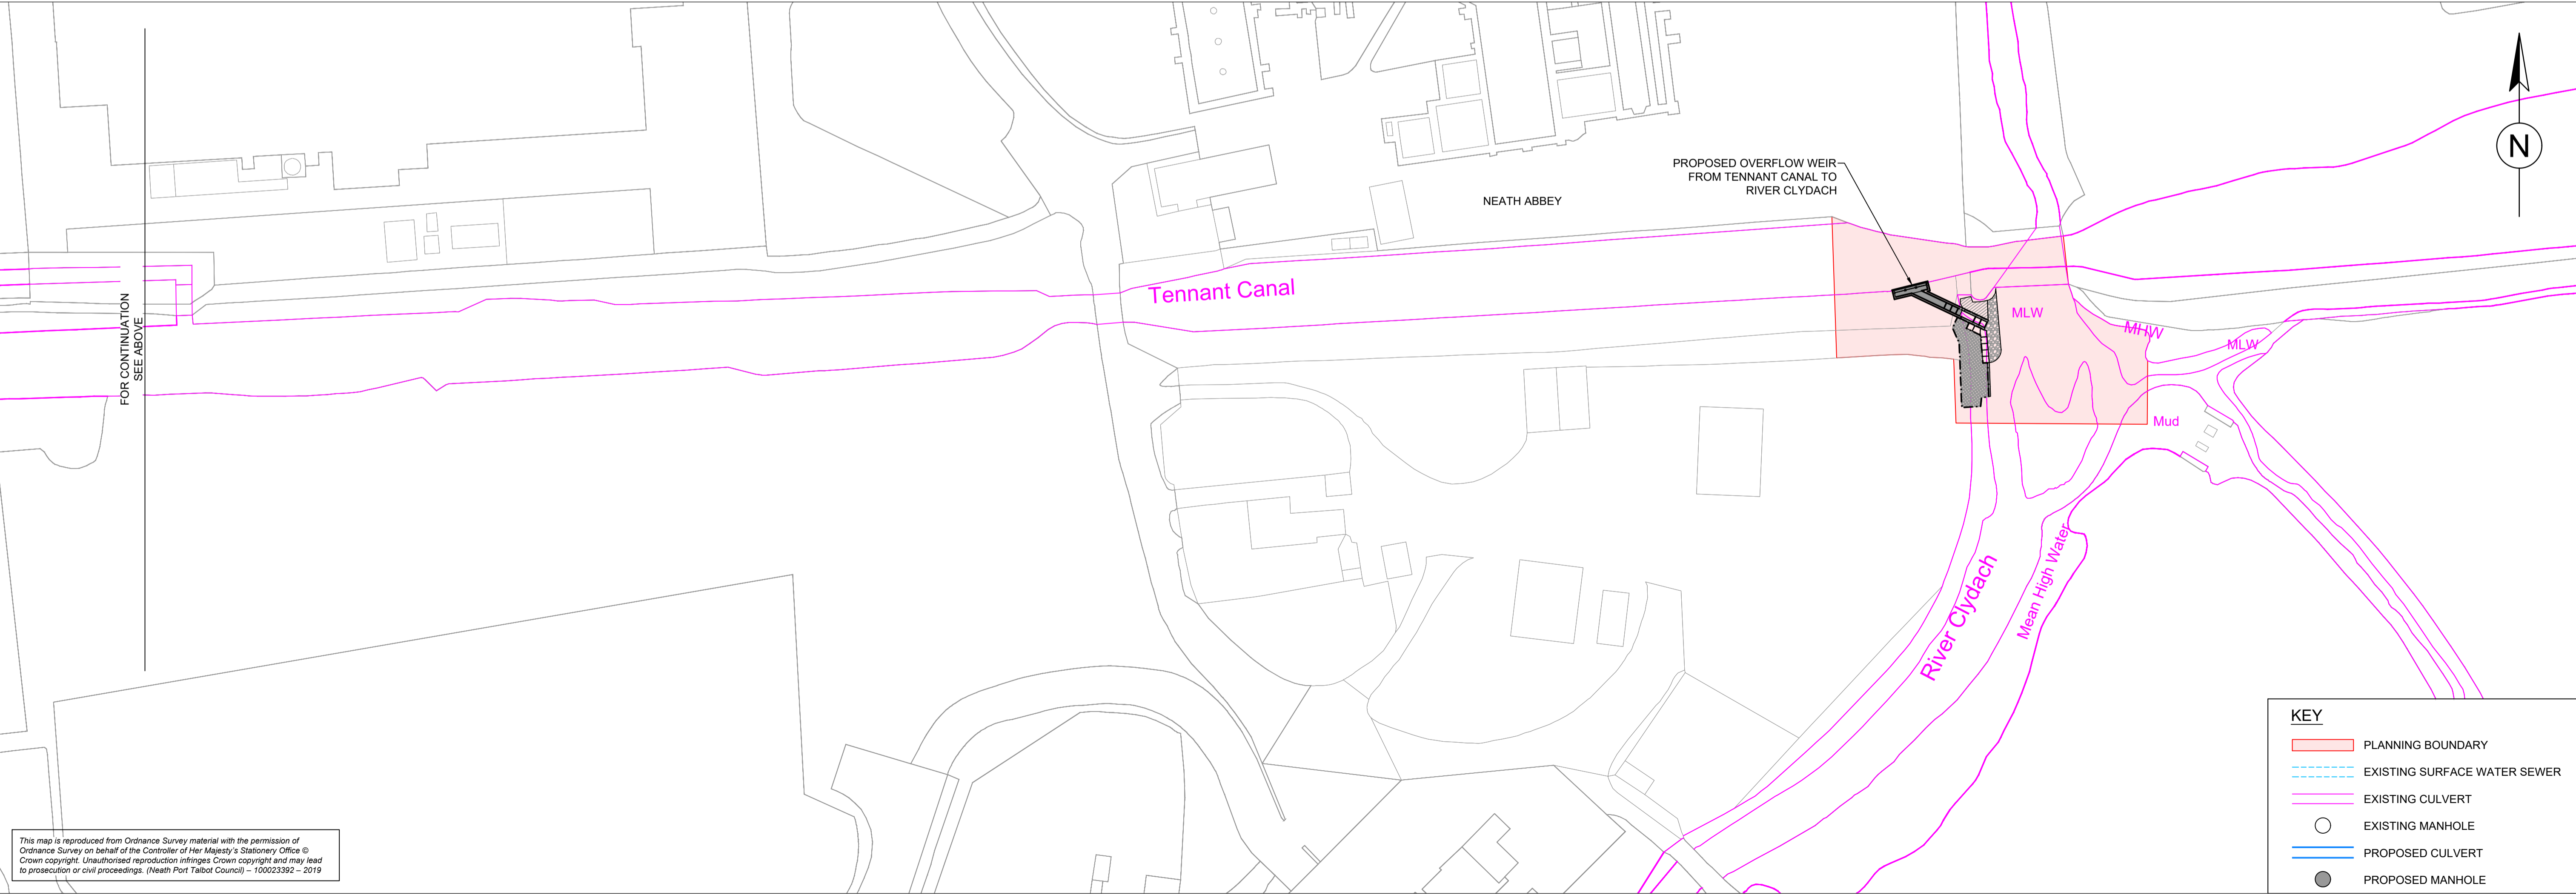 PROPOSED OVERFLOW WEIR
FROM TENNANT CANAL TO
RIVER CLYDACH
N
NEATH ABBEY
Tennant Canal
FOR CONTINUATION
SEE ABOVE
MLW
MHW
MLW
Mud
River Clydach
Mean High Water
KEY
PLANNING BOUNDARY
EXISTING SURFACE WATER SEWER
EXISTING CULVERT
EXISTING MANHOLE
PROPOSED CULVERT
PROPOSED MANHOLE
This map is reproduced from Ordnance Survey material with the permission of
Ordnance Survey on behalf of the Controller of Her Majesty's Stationery Office ©
Crown copyright. Unauthorised reproduction infringes Crown copyright and may lead
to prosecution or civil proceedings. (Neath Port Talbot Council) – 100023392 – 2019